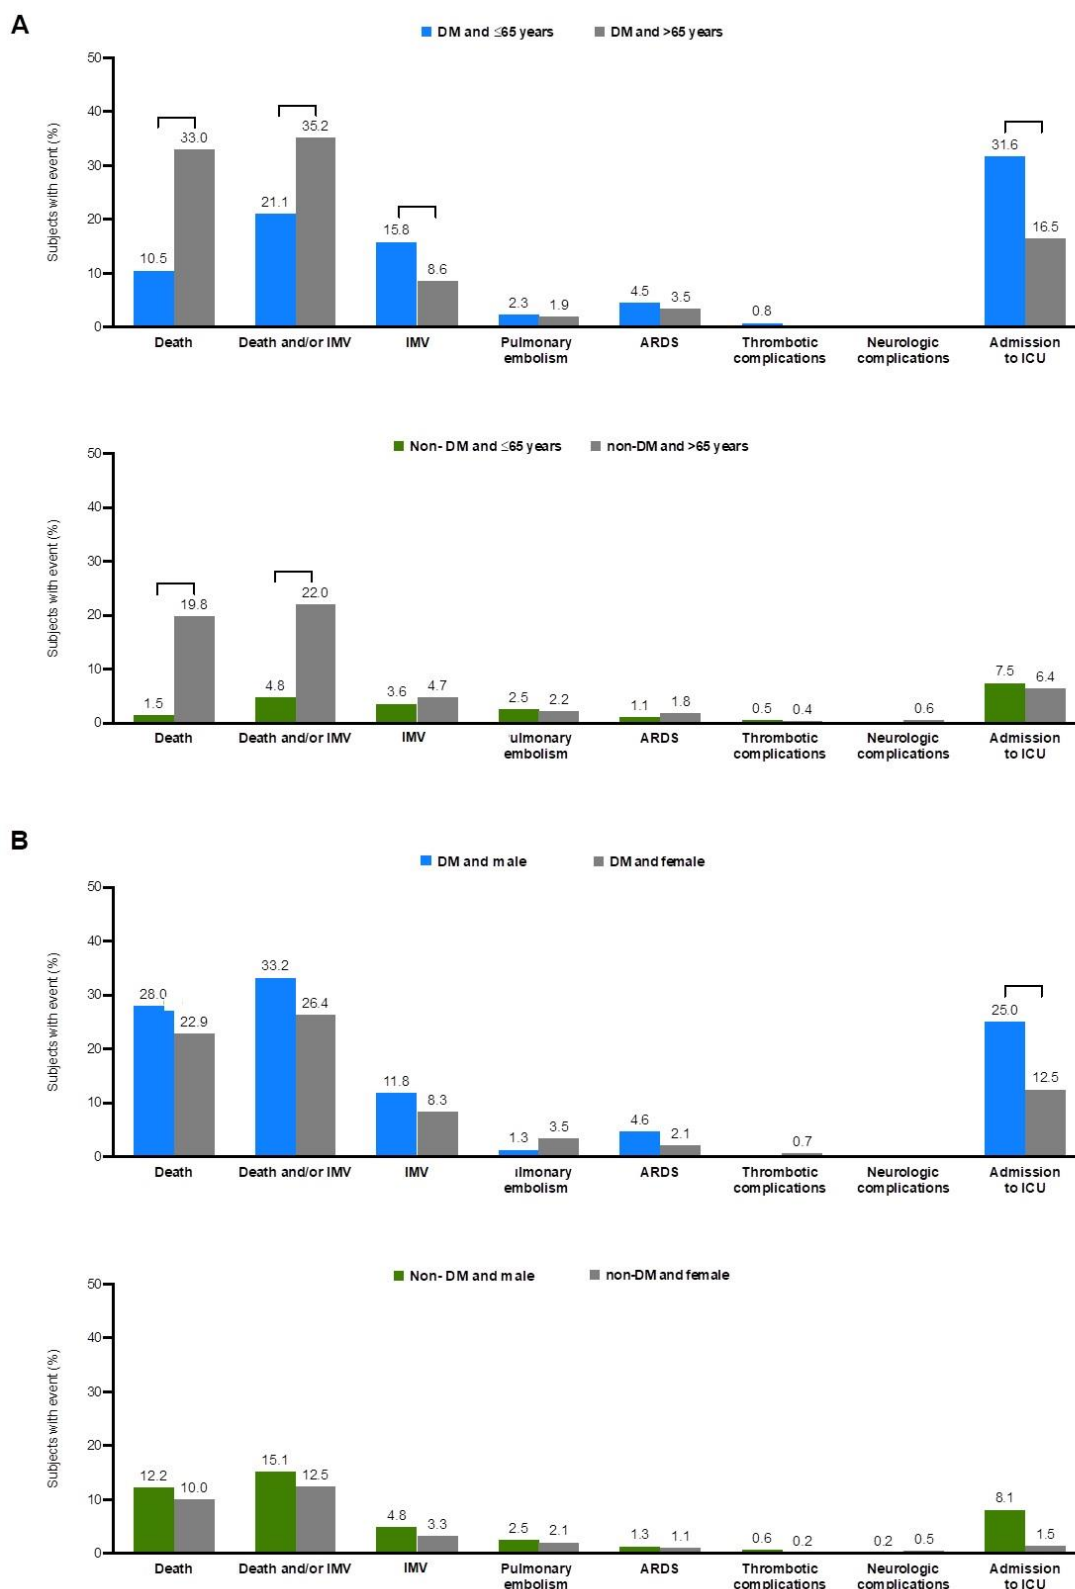 A
DM and ≤65 years DM and >65 years
Subjects with event (%)
50
40
30
20
10
0
10.5 33.0 21.1 35.2 15.8 8.6 2.3 1.9 4.5 3.5 0.8 31.6 16.5
Death Death and/or IMV IMV Pulmonary ARDS Thrombotic Neurologic Admission
embolism complications complications to ICU
Non- DM and ≤65 years non-DM and >65 years
Subjects with event (%)
50
40
30
20
10
0
1.5 19.8 4.8 22.0 3.6 4.7 2.5 2.2 1.1 1.8 0.5 0.4 0.6 7.5 6.4
Death Death and/or IMV IMV ulmonary ARDS Thrombotic Neurologic Admission
embolism complications complications to ICU
B
DM and male DM and female
Subjects with event (%)
50
40
30
20
10
0
28.0 22.9 33.2 26.4 11.8 8.3 1.3 3.5 4.6 2.1 0.7 25.0 12.5
Death Death and/or IMV IMV ılmonary ARDS Thrombotic Neurologic Admission
embolism complications complications to ICU
Non- DM and male non-DM and female
Subjects with event (%)
50
40
30
20
10
0
12.2 10.0 15.1 12.5 4.8 3.3 2.5 2.1 1.3 1.1 0.6 0.2 0.2 0.5 8.1 1.5
Death Death and/or IMV IMV Pulmonary ARDS Thrombotic Neurologic Admission
embolism complications complications to ICU